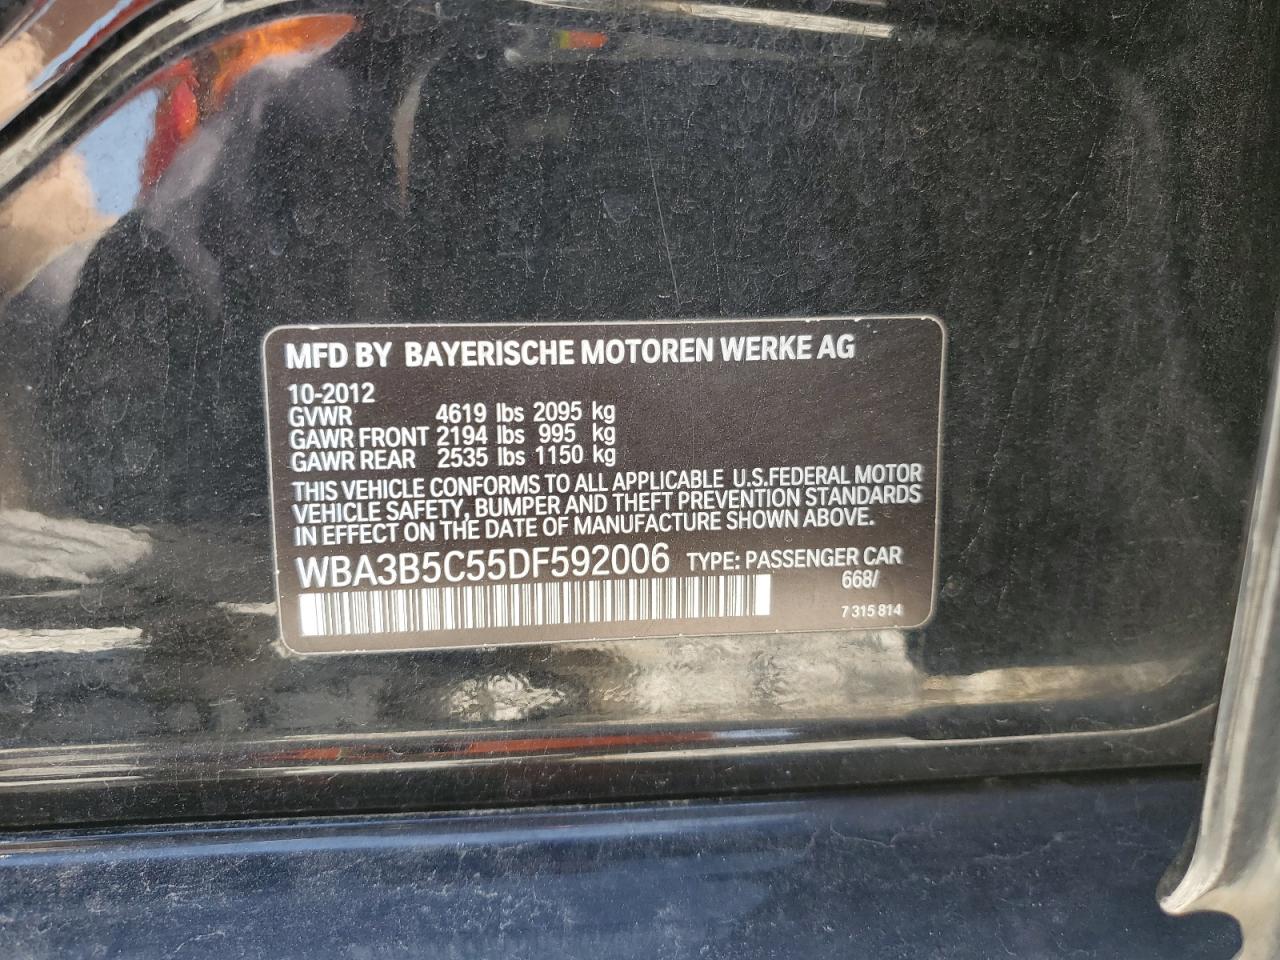 MFD BY BAYERISCHE MOTOREN WERKE AG
10-2012
GVWR 4619 lbs 2095 kg
GAWR FRONT 2194 lbs 995 kg
GAWR REAR 2535 lbs 1150 kg
THIS VEHICLE CONFORMS TO ALL APPLICABLE U.S.FEDERAL MOTOR
VEHICLE SAFETY, BUMPER AND THEFT PREVENTION STANDARDS
IN EFFECT ON THE DATE OF MANUFACTURE SHOWN ABOVE.
WBA3B5C55DF592006 TYPE: PASSENGER CAR
668/
7 315 814